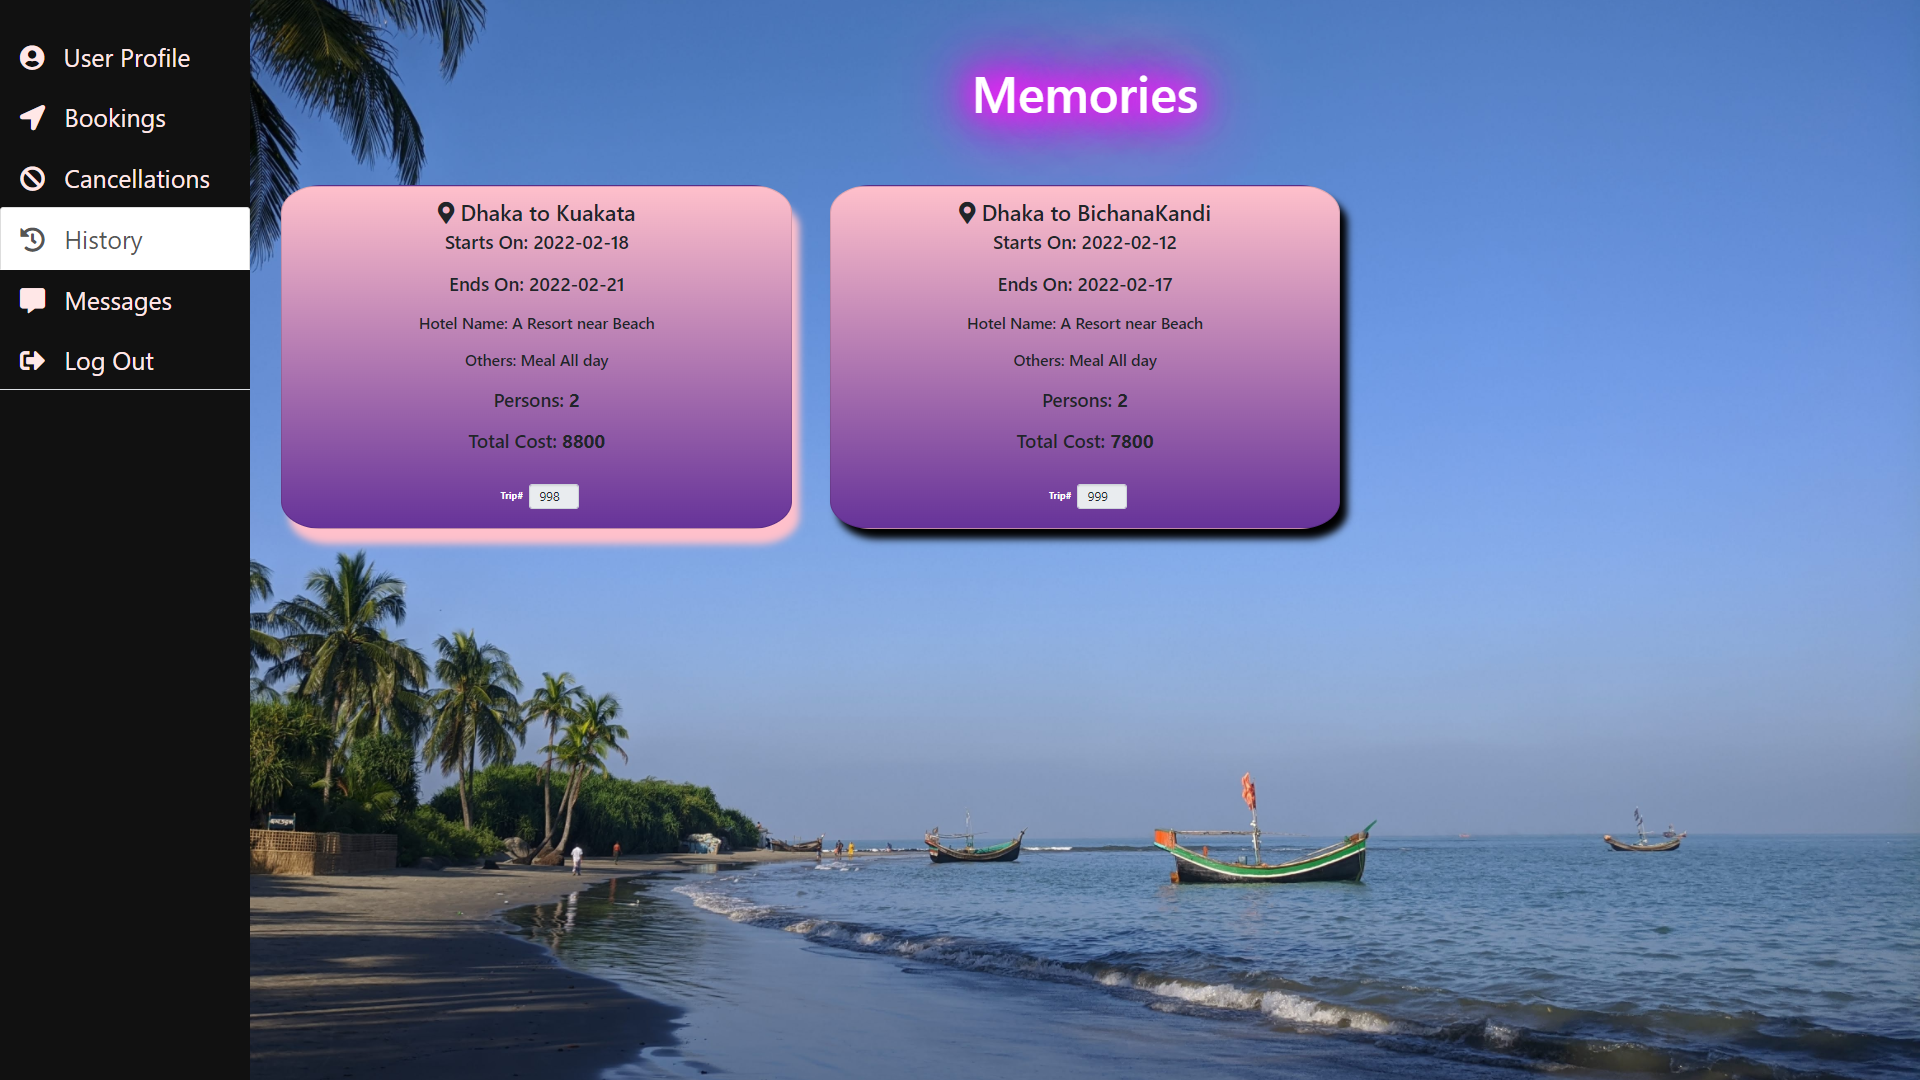 User Profile
Bookings
Cancellations
History
Messages
Log Out
Memories
Dhaka to Kuakata
Starts On: 2022-02-18
Ends On: 2022-02-21
Hotel Name: A Resort near Beach
Others: Meal All day
Persons: 2
Total Cost: 8800
Trip# 998
Dhaka to BichanaKandi
Starts On: 2022-02-12
Ends On: 2022-02-17
Hotel Name: A Resort near Beach
Others: Meal All day
Persons: 2
Total Cost: 7800
Trip# 999